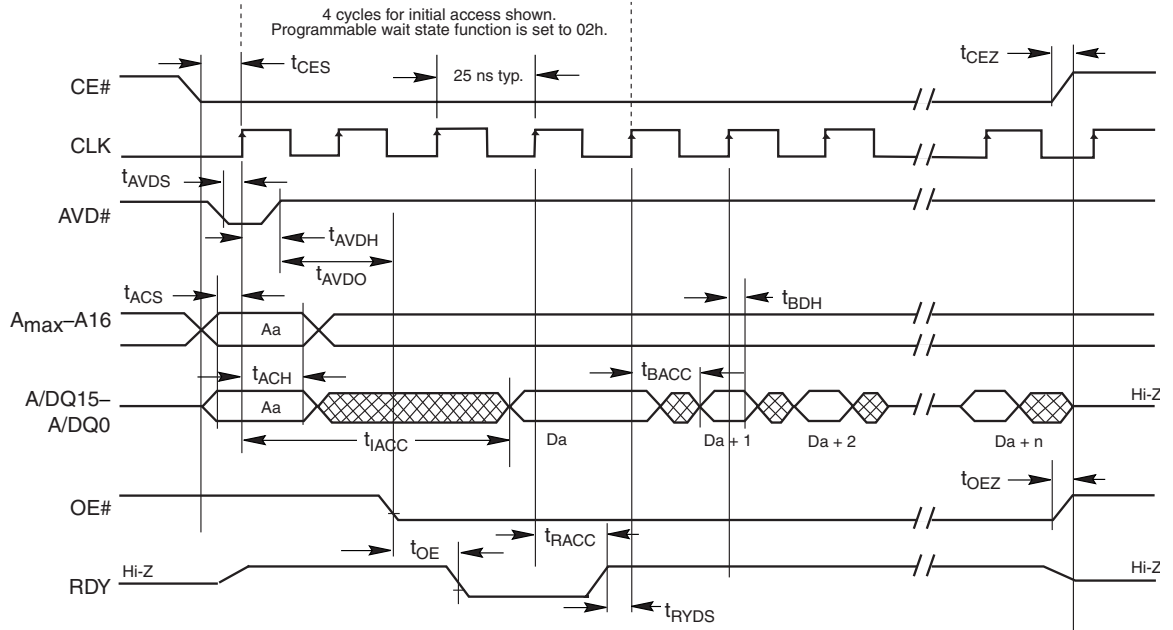 4 cycles for initial access shown.
Programmable wait state function is set to 02h.
tCES
tCEZ
CE#
25 ns typ.
CLK
tAVDS
AVD#
tAVDH
tAVDO
tACS
tBDH
Amax–A16
Aa
tACH
tBACC
A/DQ15–
A/DQ0
Aa
Hi-Z
tIACC
Da
Da + 1
Da + 2
Da + n
tOEZ
OE#
tRACC
tOE
Hi-Z
Hi-Z
RDY
tRYDS